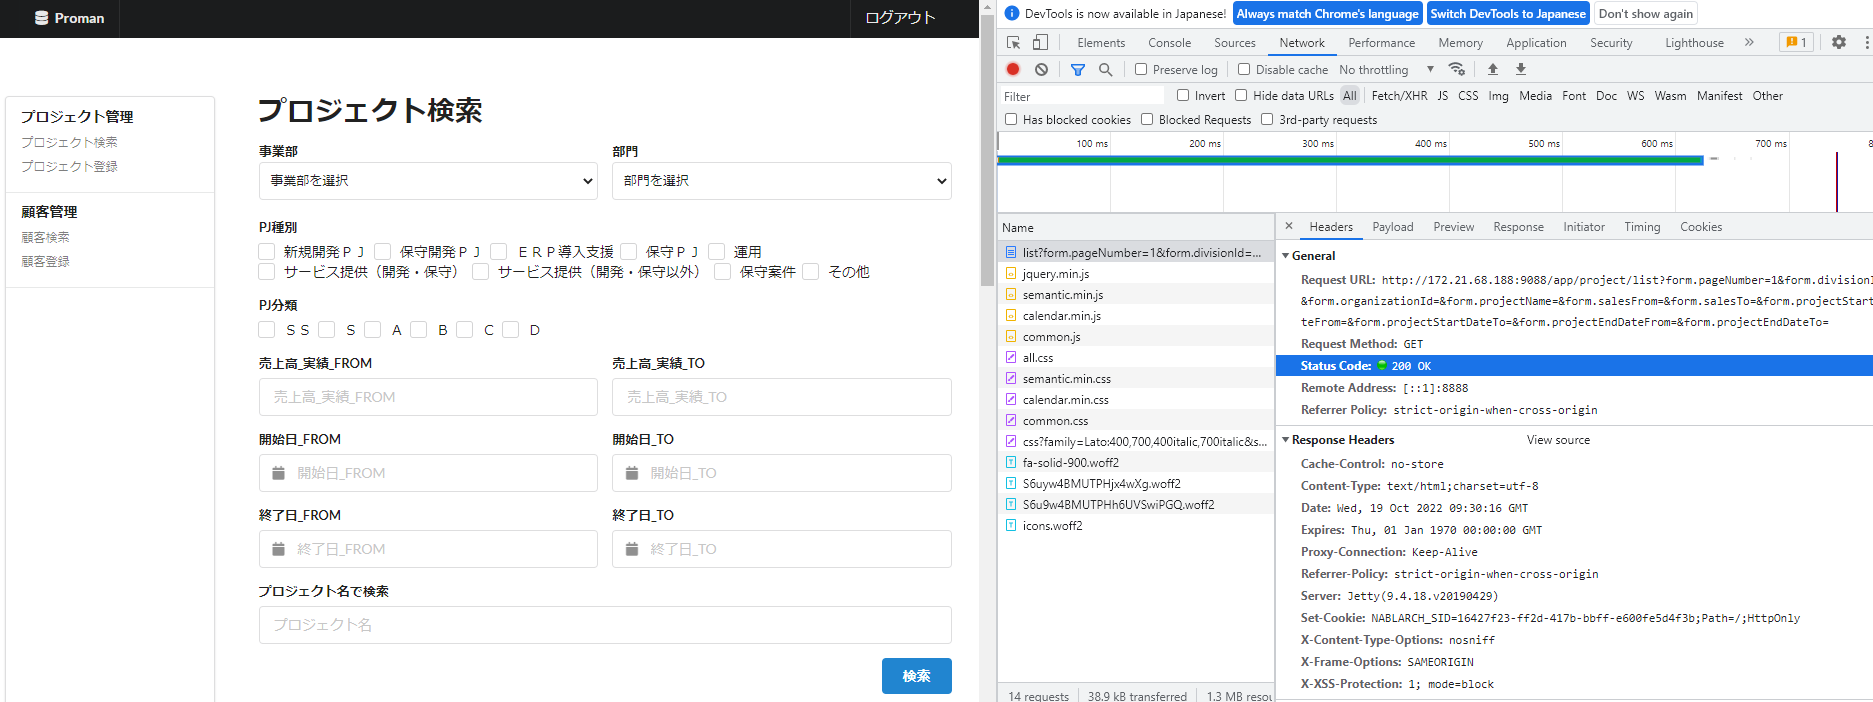 Proman
ログアウト
プロジェクト管理
プロジェクト検索
プロジェクト登録
顧客管理
顧客検索
顧客登録
プロジェクト検索
事業部 部門
事業部を選択 部門を選択
PJ種別
新規開発ＰＪ 保守開発ＰＪ ＥＲＰ導入支援 保守ＰＪ 運用
サービス提供（開発・保守） サービス提供（開発・保守以外） 保守案件 その他
PJ分類
ＳＳ Ｓ Ａ Ｂ Ｃ Ｄ
売上高_実績_FROM 売上高_実績_TO
売上高_実績_FROM 売上高_実績_TO
開始日_FROM 開始日_TO
開始日_FROM 開始日_TO
終了日_FROM 終了日_TO
終了日_FROM 終了日_TO
プロジェクト名で検索
プロジェクト名
検索
DevTools is now available in Japanese! Always match Chrome's language Switch DevTools to Japanese Don't show again
Elements Console Sources Network Performance Memory Application Security Lighthouse » 1
Preserve log Disable cache No throttling
Filter Invert Hide data URLs All Fetch/XHR JS CSS Img Media Font Doc WS Wasm Manifest Other
Has blocked cookies Blocked Requests 3rd-party requests
100 ms 200 ms 300 ms 400 ms 500 ms 600 ms 700 ms 8
Name
list?form.pageNumber=1&form.divisionId=...
jquery.min.js
semantic.min.js
calendar.min.js
common.js
all.css
semantic.min.css
calendar.min.css
common.css
css?family=Lato:400,700,400italic,700italic&s...
fa-solid-900.woff2
S6uyw4BMUTPHjx4wXg.woff2
S6u9w4BMUTPHh6UVSwiPGQ.woff2
icons.woff2
14 requests 38.9 kB transferred 1.3 MB resou
× Headers Payload Preview Response Initiator Timing Cookies
General
Request URL: http://172.21.68.188:9088/app/project/list?form.pageNumber=1&form.divisionI
&form.organizationId=&form.projectName=&form.salesFrom=&form.salesTo=&form.projectStart
teFrom=&form.projectStartDateTo=&form.projectEndDateFrom=&form.projectEndDateTo=
Request Method: GET
Status Code: 200 OK
Remote Address: [::1]:8888
Referrer Policy: strict-origin-when-cross-origin
Response Headers View source
Cache-Control: no-store
Content-Type: text/html;charset=utf-8
Date: Wed, 19 Oct 2022 09:30:16 GMT
Expires: Thu, 01 Jan 1970 00:00:00 GMT
Proxy-Connection: Keep-Alive
Referrer-Policy: strict-origin-when-cross-origin
Server: Jetty(9.4.18.v20190429)
Set-Cookie: NABLARCH_SID=16427f23-ff2d-417b-bbff-e600fe5d4f3b;Path=/;HttpOnly
X-Content-Type-Options: nosniff
X-Frame-Options: SAMEORIGIN
X-XSS-Protection: 1; mode=block